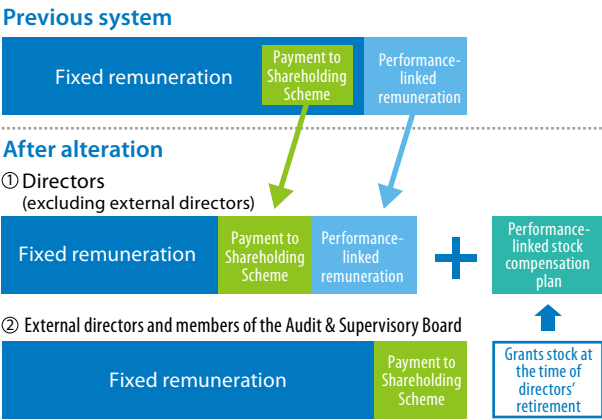 Previous system
Fixed remuneration
Payment to
Shareholding
Scheme
Performance-
linked
remuneration
After alteration
① Directors
(excluding external directors)
Fixed remuneration
Payment to
Shareholding
Scheme
Performance-
linked
remuneration
+
Performance-
linked stock
compensation
plan
② External directors and members of the Audit & Supervisory Board
Fixed remuneration
Payment to
Shareholding
Scheme
Grants stock at
the time of
directors'
retirement